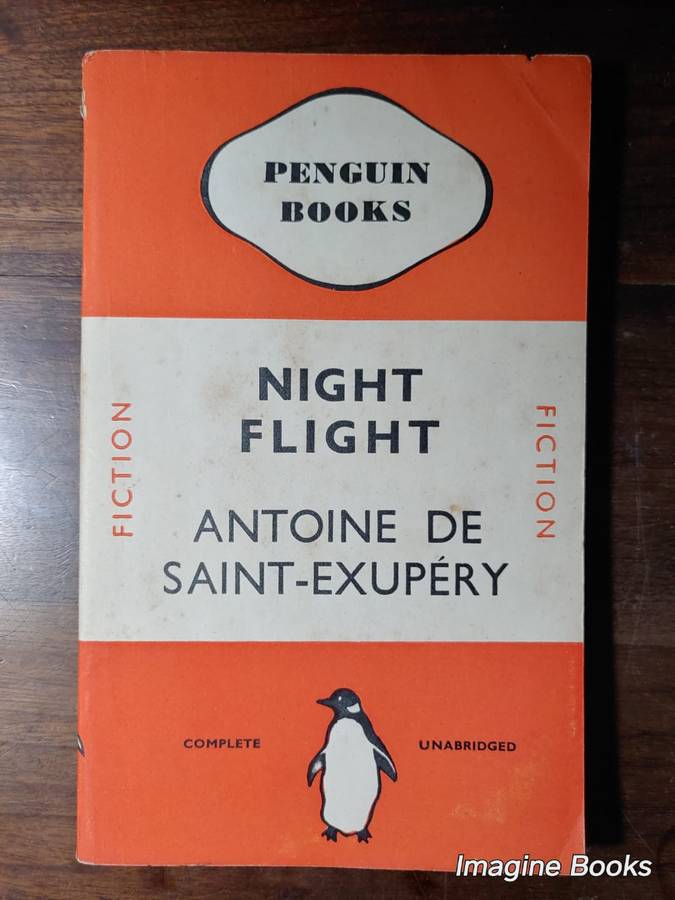 PENGUIN
BOOKS
NIGHT
FLIGHT
FICTION
FICTION
ANTOINE DE
SAINT-EXUPÉRY
COMPLETE
UNABRIDGED
Imagine Books